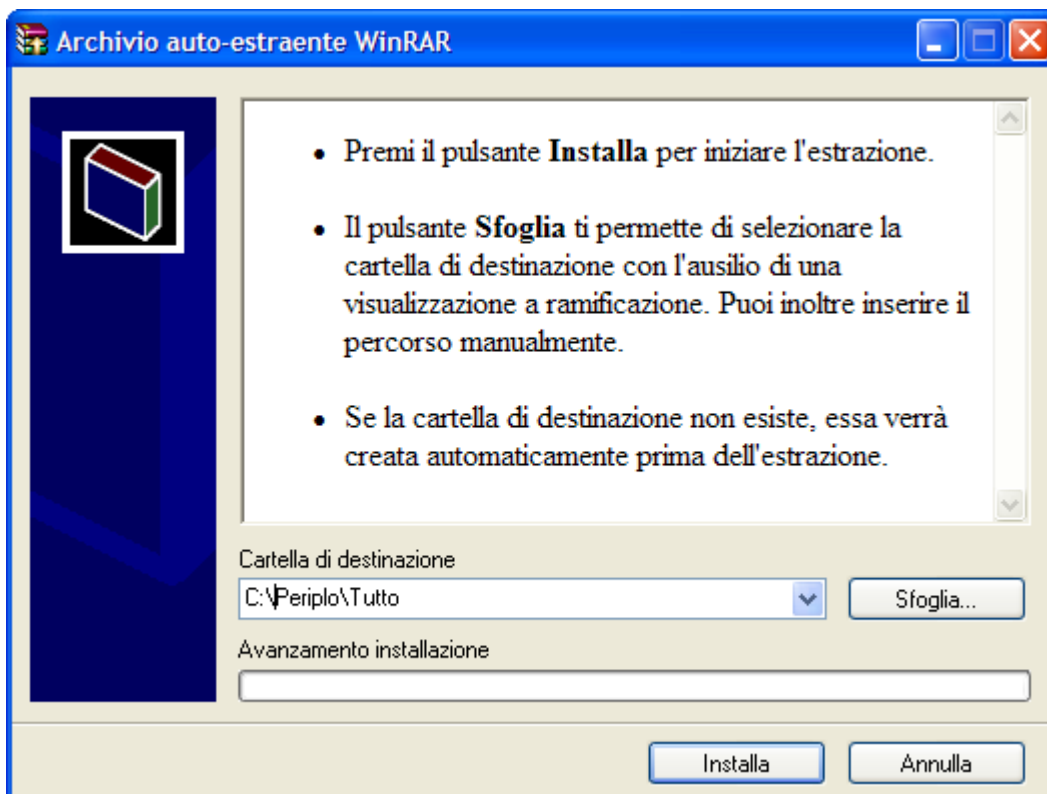 Archivio auto-estraente WinRAR
• Premi il pulsante Installa per iniziare l'estrazione.
• Il pulsante Sfoglia ti permette di selezionare la
cartella di destinazione con l'ausilio di una
visualizzazione a ramificazione. Puoi inoltre inserire il
percorso manualmente.
• Se la cartella di destinazione non esiste, essa verrà
creata automaticamente prima dell'estrazione.
Cartella di destinazione
C:\Periplo\Tutto
Sfoglia...
Avanzamento installazione
Installa
Annulla